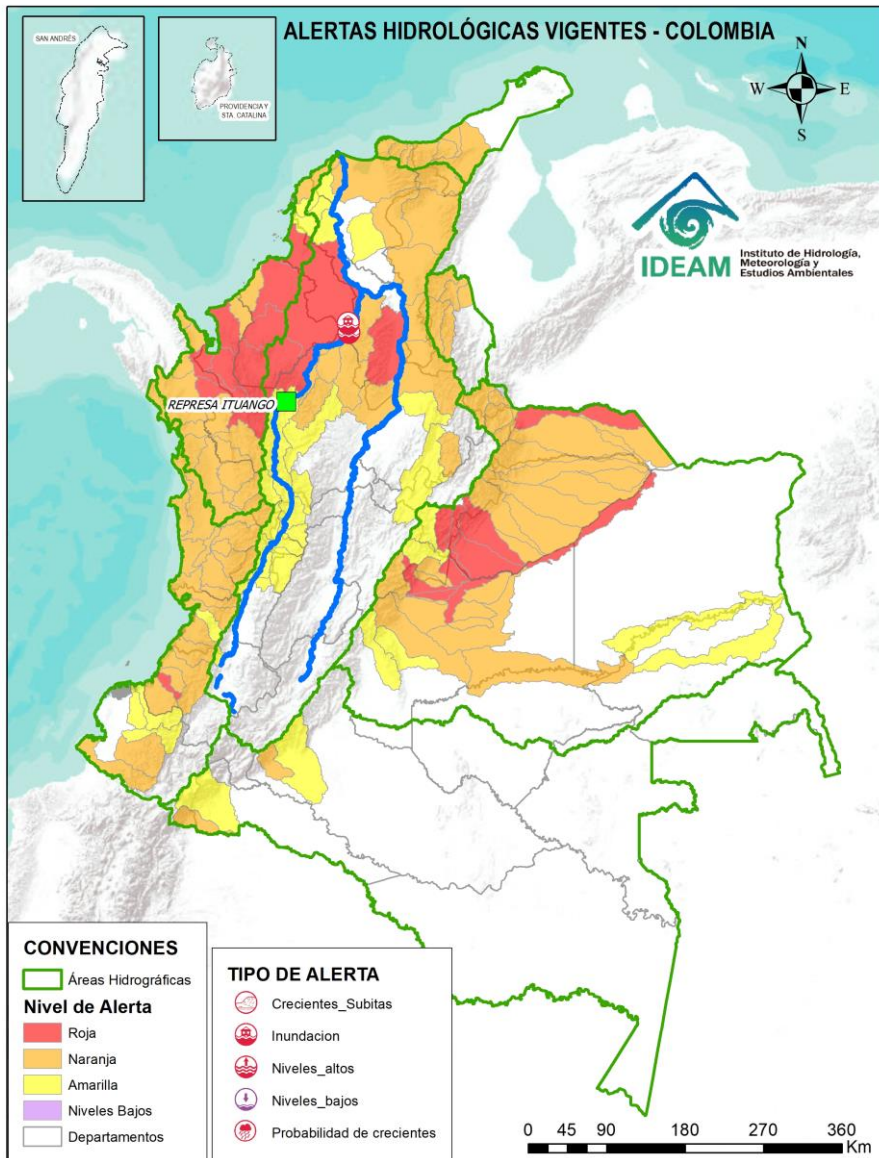 SAN ANDRÉS
PROVIDENCIA Y
STA. CATALINA
ALERTAS HIDROLÓGICAS VIGENTES - COLOMBIA
N
W
E
S
IDEAM
Instituto de Hidrología,
Meteorología y
Estudios Ambientales
REPRESA ITUANGO
CONVENCIONES
Áreas Hidrográficas
Nivel de Alerta
Roja
Naranja
Amarilla
Niveles Bajos
Departamentos
TIPO DE ALERTA
Crecientes_Subitas
Inundacion
Niveles_altos
Niveles_bajos
Probabilidad de crecientes
0 45 90 180 270 360
Km